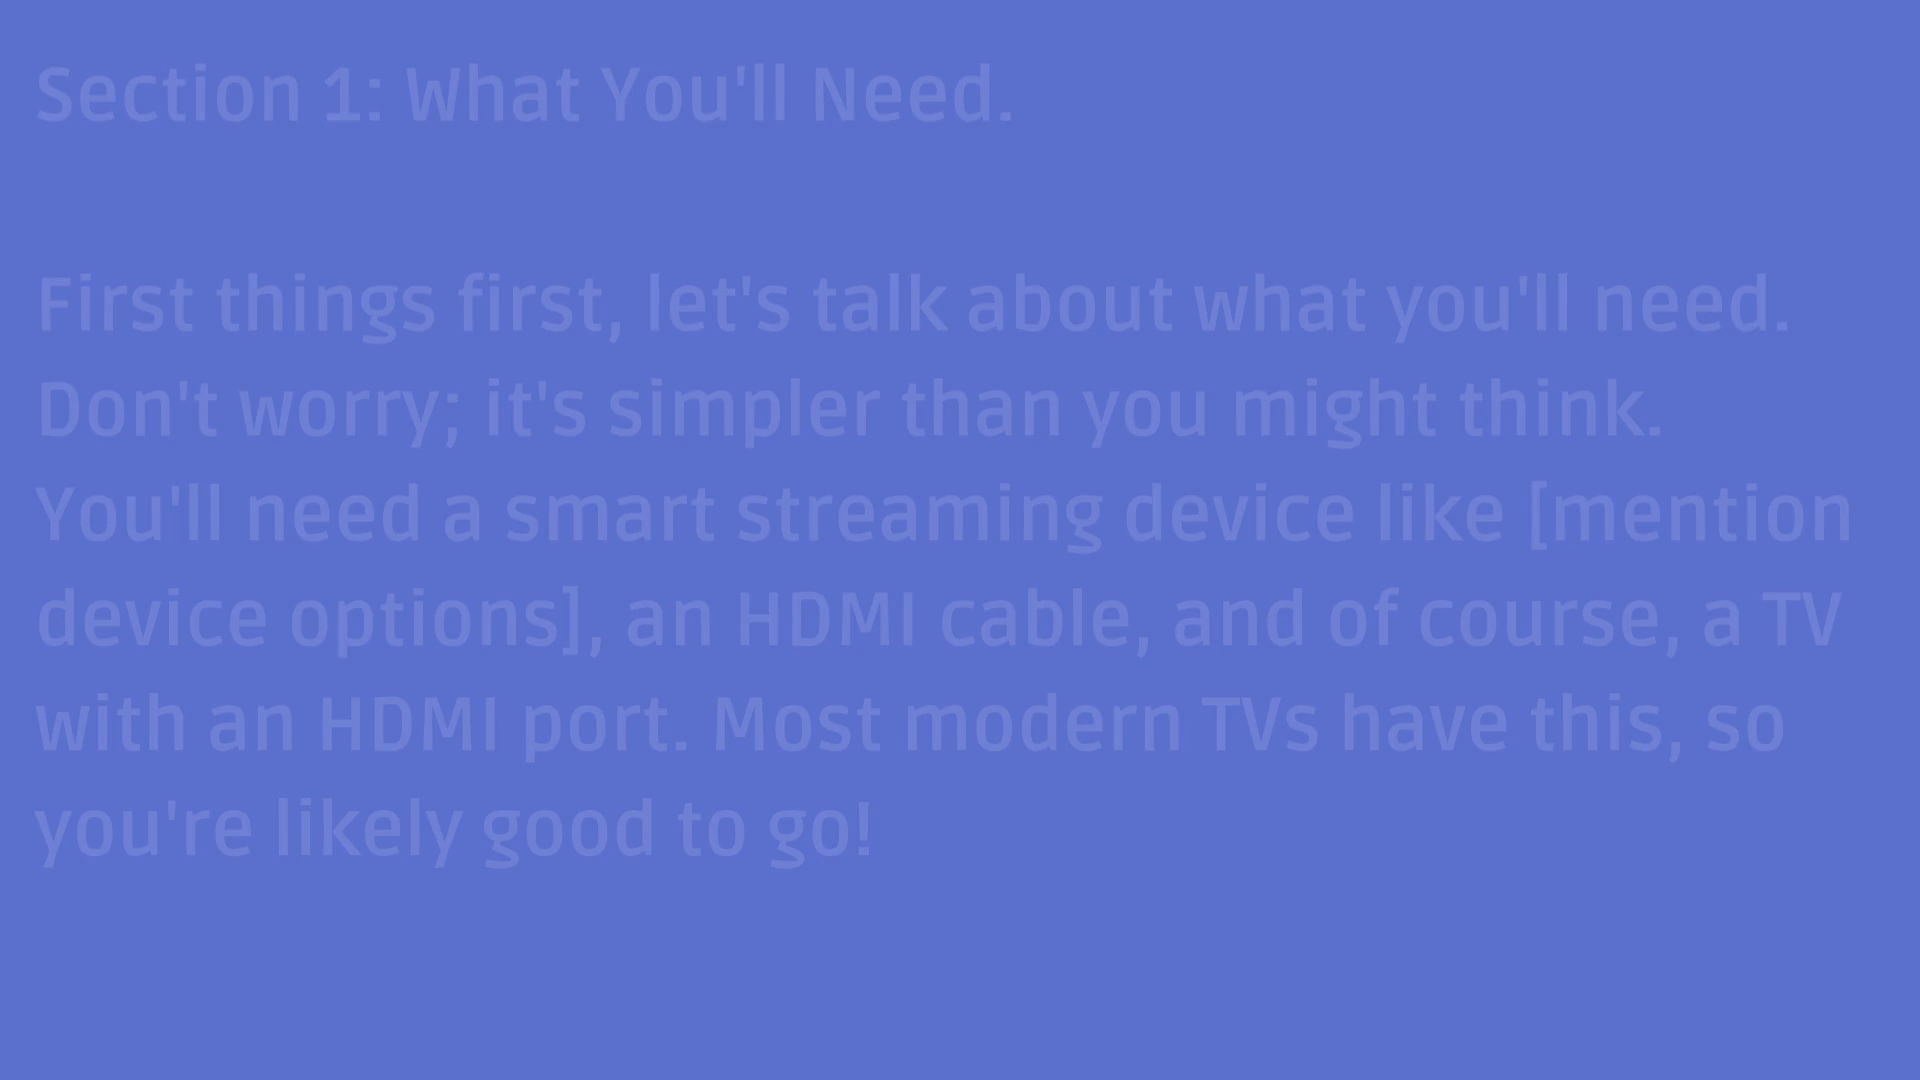 Section 1: What You'll Need.
First things first, let's talk about what you'll need.
Don't worry; it's simpler than you might think.
You'll need a smart streaming device like [mention
device options], an HDMI cable, and of course, a TV
with an HDMI port. Most modern TVs have this, so
you're likely good to go!